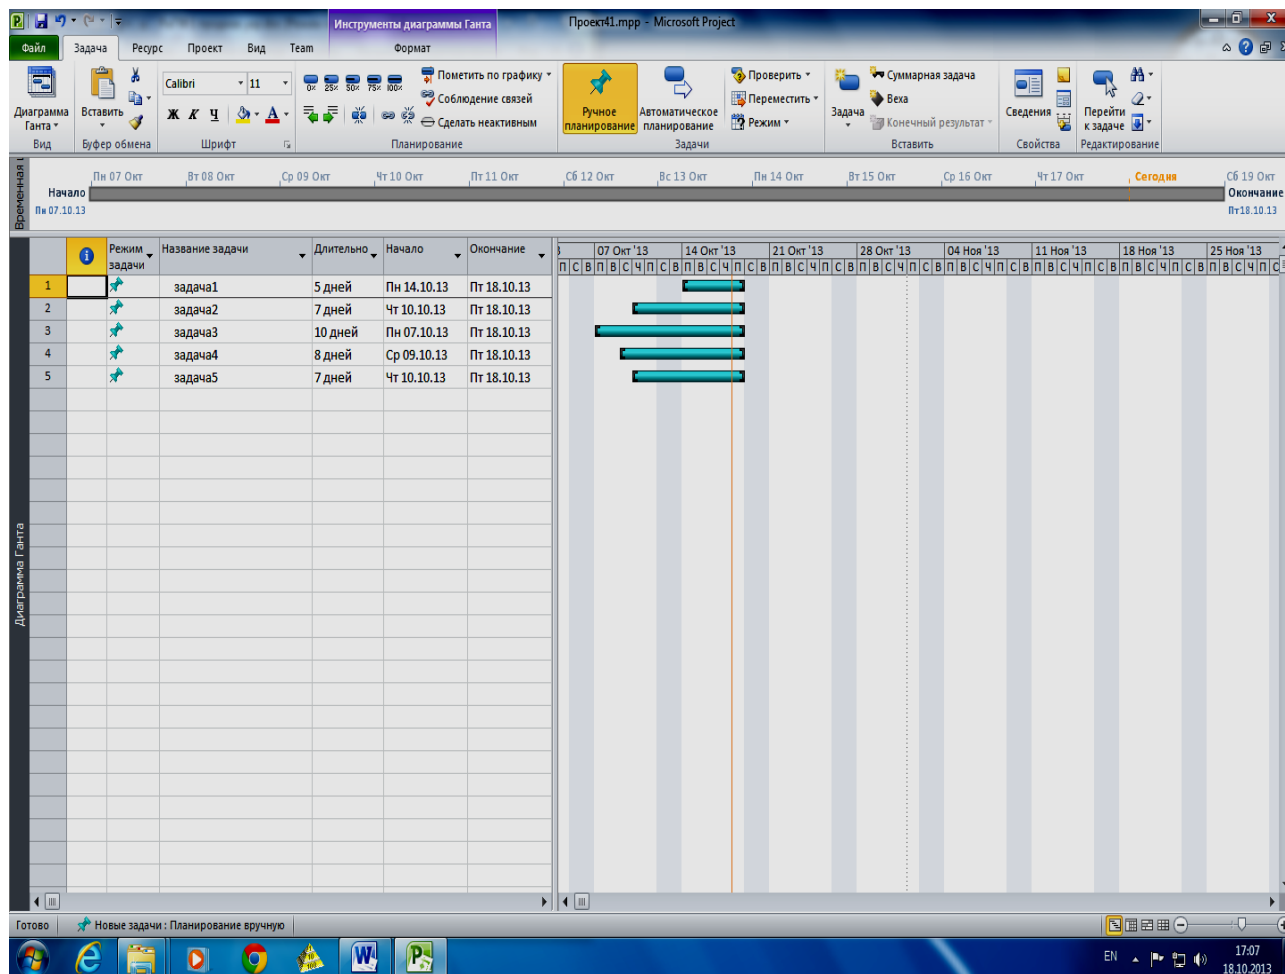 Инструменты диаграммы Ганта
Проект41.mpp - Microsoft Project
Файл Задача Ресурс Проект Вид Team Формат
Диаграмма Ганта
Вставить
Calibri 11
Ж К Ч
0x 25x 50x 75x 100x
Пометить по графику
Соблюдение связей
Сделать неактивным
Ручное планирование
Автоматическое планирование
Проверить
Переместить
Режим
Задача
Суммарная задача
Веха
Конечный результат
Сведения
Перейти к задаче
Вид Буфер обмена Шрифт Планирование Задачи Вставить Свойства Редактирование
Пн 07 Окт Вт 08 Окт Ср 09 Окт Чт 10 Окт Пт 11 Окт Сб 12 Окт Вс 13 Окт Пн 14 Окт Вт 15 Окт Ср 16 Окт Чт 17 Окт Сегодня Сб 19 Окт
Начало
Пн 07.10.13
Окончание
Пт 18.10.13
Режим задачи Название задачи Длительно Начало Окончание
07 Окт '13 14 Окт '13 21 Окт '13 28 Окт '13 04 Ноя '13 11 Ноя '13 18 Ноя '13 25 Ноя '13
П С В П В С Ч П С В П В С Ч П С В П В С Ч П С В П В С Ч П С В П В С Ч П С В П В С Ч П С В П В С Ч П С В П В С Ч П С
1 задача1 5 дней Пн 14.10.13 Пт 18.10.13
2 задача2 7 дней Чт 10.10.13 Пт 18.10.13
3 задача3 10 дней Пн 07.10.13 Пт 18.10.13
4 задача4 8 дней Ср 09.10.13 Пт 18.10.13
5 задача5 7 дней Чт 10.10.13 Пт 18.10.13
Диаграмма Ганта
Готово Новые задачи : Планирование вручную
EN 17:07
18.10.2013